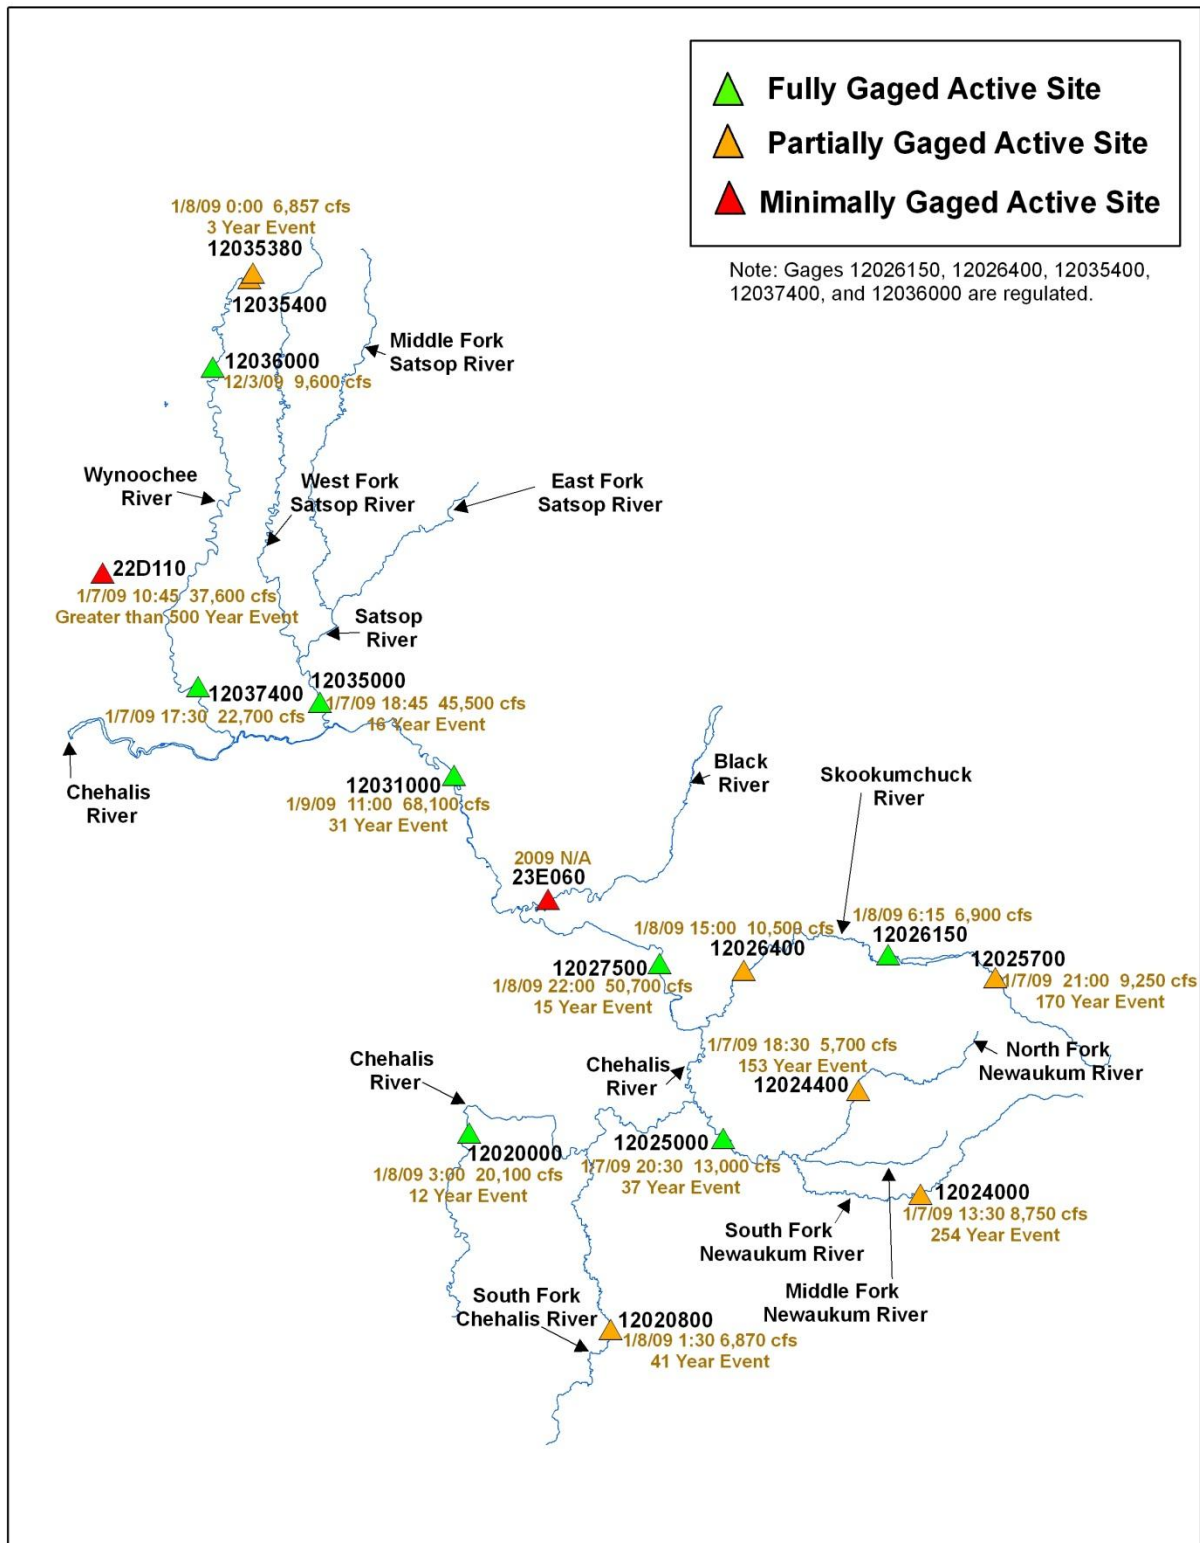 Fully Gaged Active Site
Partially Gaged Active Site
Minimally Gaged Active Site
Note: Gages 12026150, 12026400, 12035400,
12037400, and 12036000 are regulated.
1/8/09 0:00 6,857 cfs
3 Year Event
12035380
12035400
12036000
12/3/09 9,600 cfs
Middle Fork
Satsop River
Wynoochee
River
West Fork
Satsop River
East Fork
Satsop River
22D110
1/7/09 10:45 37,600 cfs
Greater than 500 Year Event
Satsop
River
12037400
1/7/09 17:30 22,700 cfs
12035000
1/7/09 18:45 45,500 cfs
16 Year Event
Chehalis
River
12031000
1/9/09 11:00 68,100 cfs
31 Year Event
Black
River
Skookumchuck
River
2009 N/A
23E060
1/8/09 15:00 10,500 cfs
12026400
1/8/09 6:15 6,900 cfs
12026150
12025700
1/7/09 21:00 9,250 cfs
170 Year Event
12027500
1/8/09 22:00 50,700 cfs
15 Year Event
Chehalis
River
Chehalis
River
1/7/09 18:30 5,700 cfs
153 Year Event
12024400
North Fork
Newaukum River
12020000
1/8/09 3:00 20,100 cfs
12 Year Event
12025000
1/7/09 20:30 13,000 cfs
37 Year Event
12024000
1/7/09 13:30 8,750 cfs
254 Year Event
South Fork
Newaukum River
Middle Fork
Newaukum River
South Fork
Chehalis River
12020800
1/8/09 1:30 6,870 cfs
41 Year Event